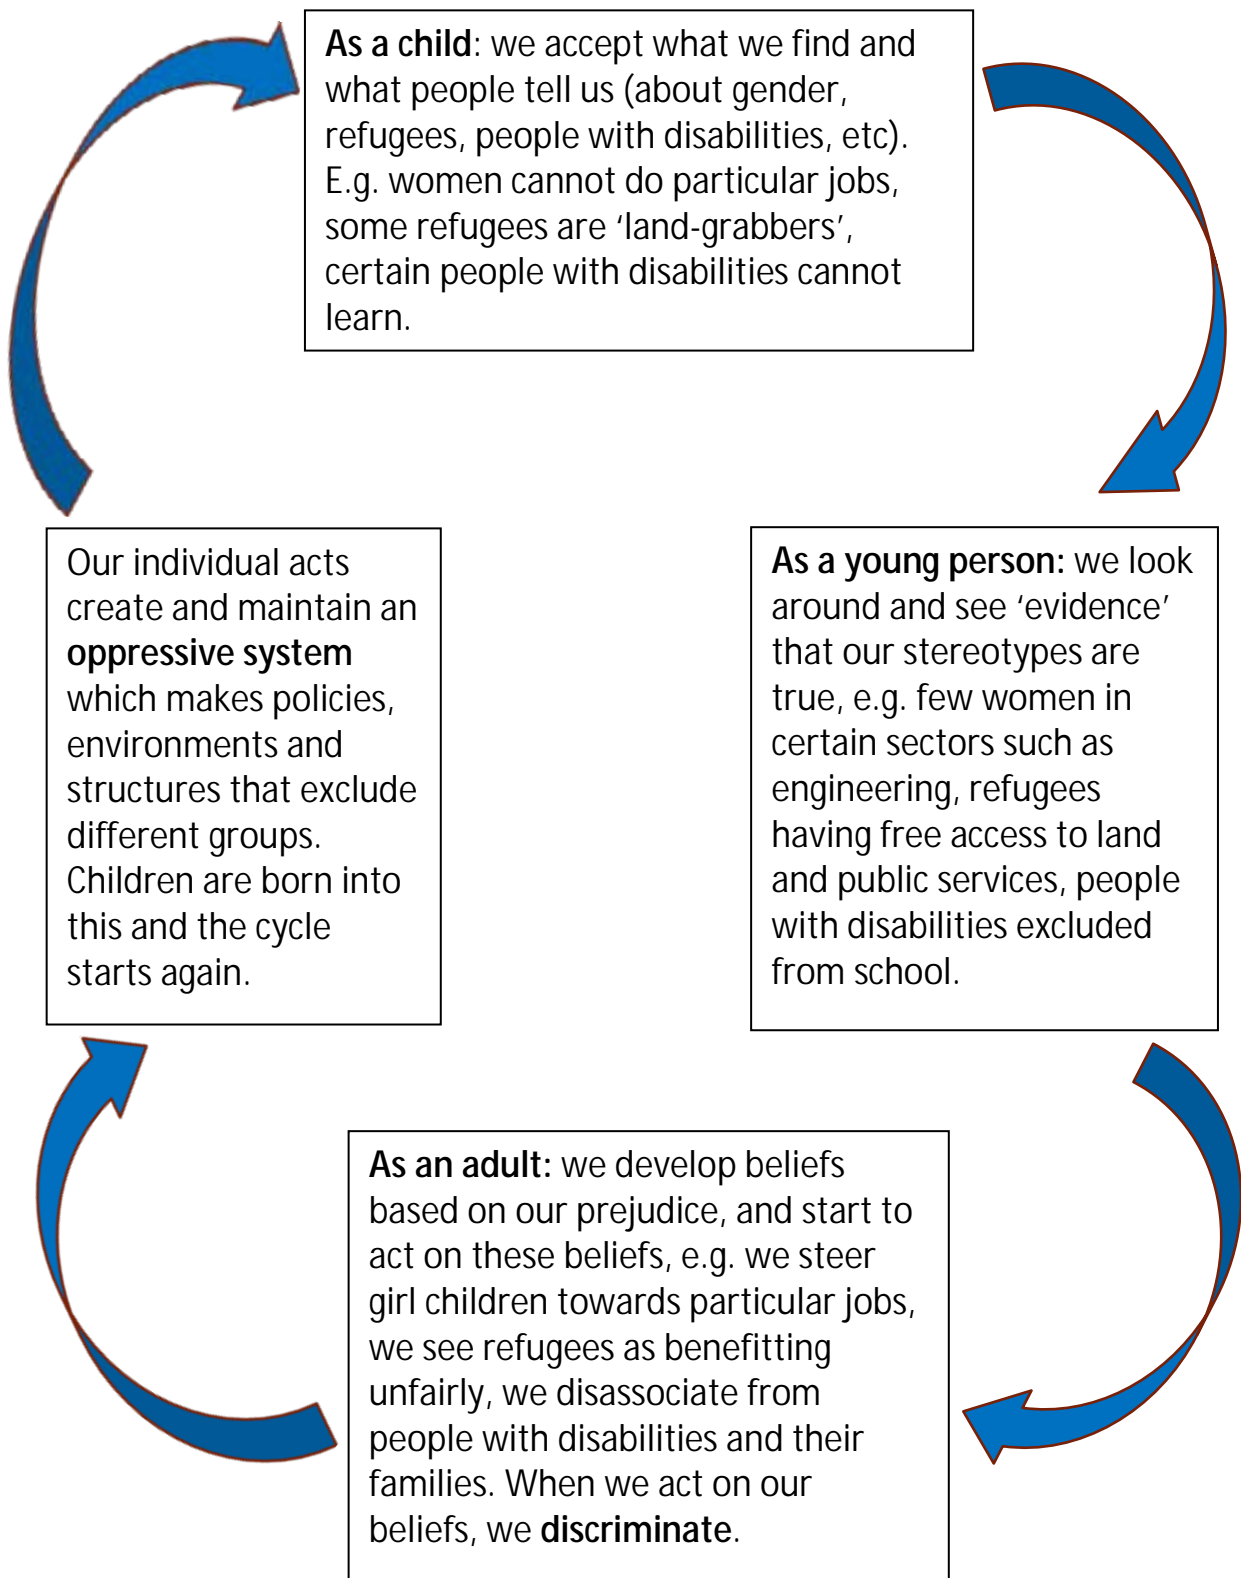 As a child: we accept what we find and
what people tell us (about gender,
refugees, people with disabilities, etc).
E.g. women cannot do particular jobs,
some refugees are ‘land-grabbers’,
certain people with disabilities cannot
learn.
As a young person: we look
around and see ‘evidence’
that our stereotypes are
true, e.g. few women in
certain sectors such as
engineering, refugees
having free access to land
and public services, people
with disabilities excluded
from school.
As an adult: we develop beliefs
based on our prejudice, and start to
act on these beliefs, e.g. we steer
girl children towards particular jobs,
we see refugees as benefitting
unfairly, we disassociate from
people with disabilities and their
families. When we act on our
beliefs, we discriminate.
Our individual acts
create and maintain an
oppressive system
which makes policies,
environments and
structures that exclude
different groups.
Children are born into
this and the cycle
starts again.